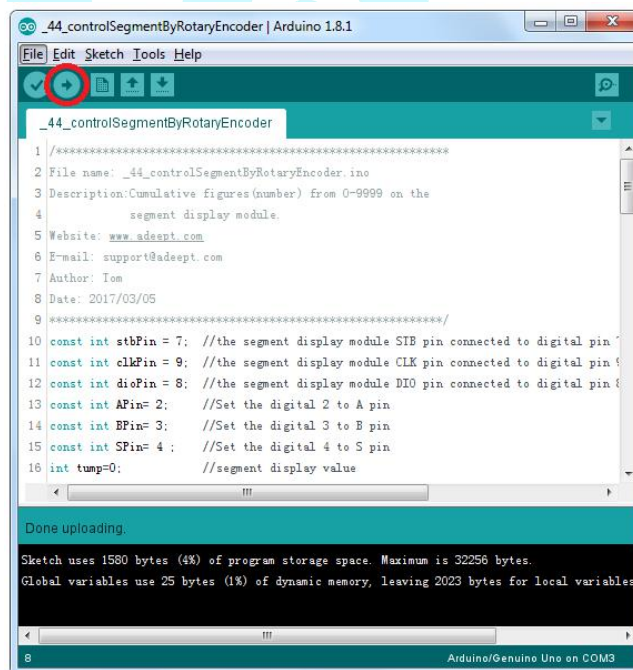 _44_controlSegmentByRotaryEncoder | Arduino 1.8.1
File Edit Sketch Tools Help
_44_controlSegmentByRotaryEncoder
1 /***********************************************************
2 File name: _44_controlSegmentByRotaryEncoder.ino
3 Description:Cumulative figures(number) from 0-9999 on the
4 segment display module.
5 Website: www.adeept.com
6 E-mail: support@adeept.com
7 Author: Tom
8 Date: 2017/03/05
9 ***********************************************************/
10 const int stbPin = 7; //the segment display module STB pin connected to digital pin
11 const int clkPin = 9; //the segment display module CLK pin connected to digital pin 9
12 const int dioPin = 8; //the segment display module DIO pin connected to digital pin 8
13 const int APin= 2; //Set the digital 2 to A pin
14 const int BPin= 3; //Set the digital 3 to B pin
15 const int SPin= 4 ; //Set the digital 4 to S pin
16 int tump=0; //segment display value
Done uploading.
Sketch uses 1580 bytes (4%) of program storage space. Maximum is 32256 bytes.
Global variables use 25 bytes (1%) of dynamic memory, leaving 2023 bytes for local variables
8 Arduino/Genuino Uno on COM3